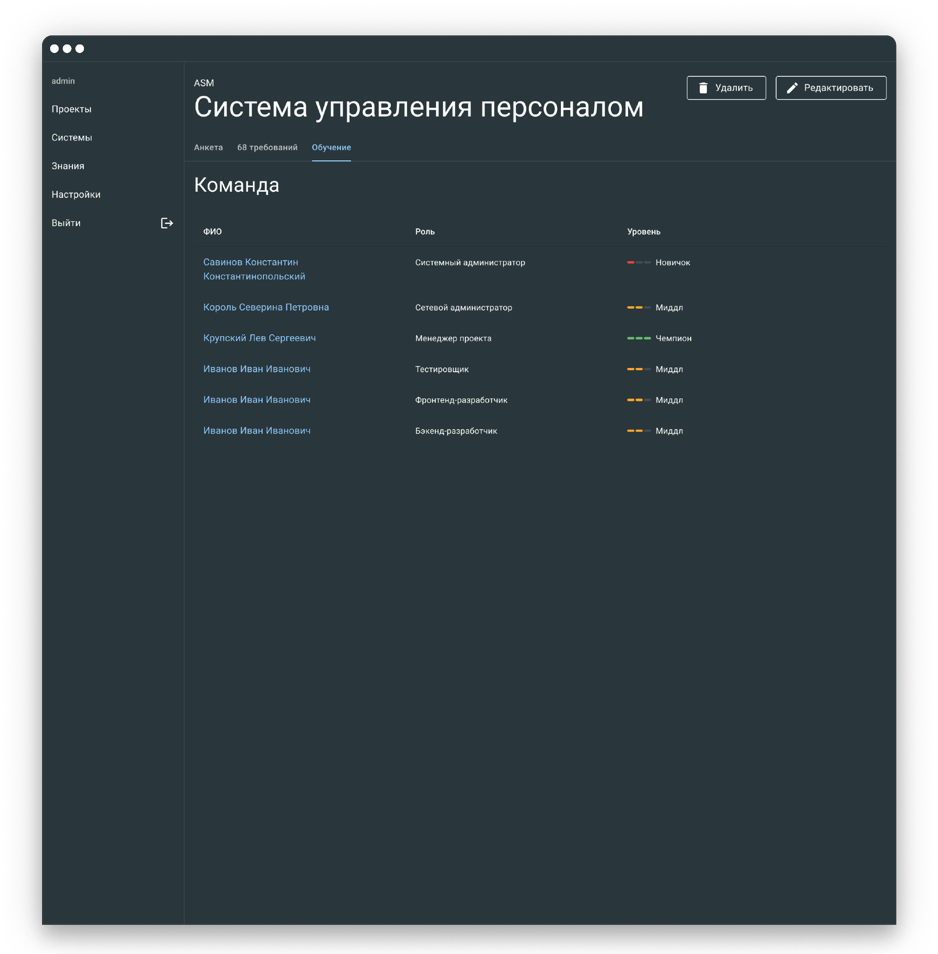 admin
Проекты
Системы
Знания
Настройки
Выйти
ASM
Система управления персоналом
Удалить
Редактировать
Анкета 68 требований Обучение
Команда
ФИО Роль Уровень
Савинов Константин
Константинопольский
Системный администратор Новичок
Король Северина Петровна Сетевой администратор Миддл
Крупский Лев Сергеевич Менеджер проекта Чемпион
Иванов Иван Иванович Тестировщик Миддл
Иванов Иван Иванович Фронтенд-разработчик Миддл
Иванов Иван Иванович Бэкенд-разработчик Миддл